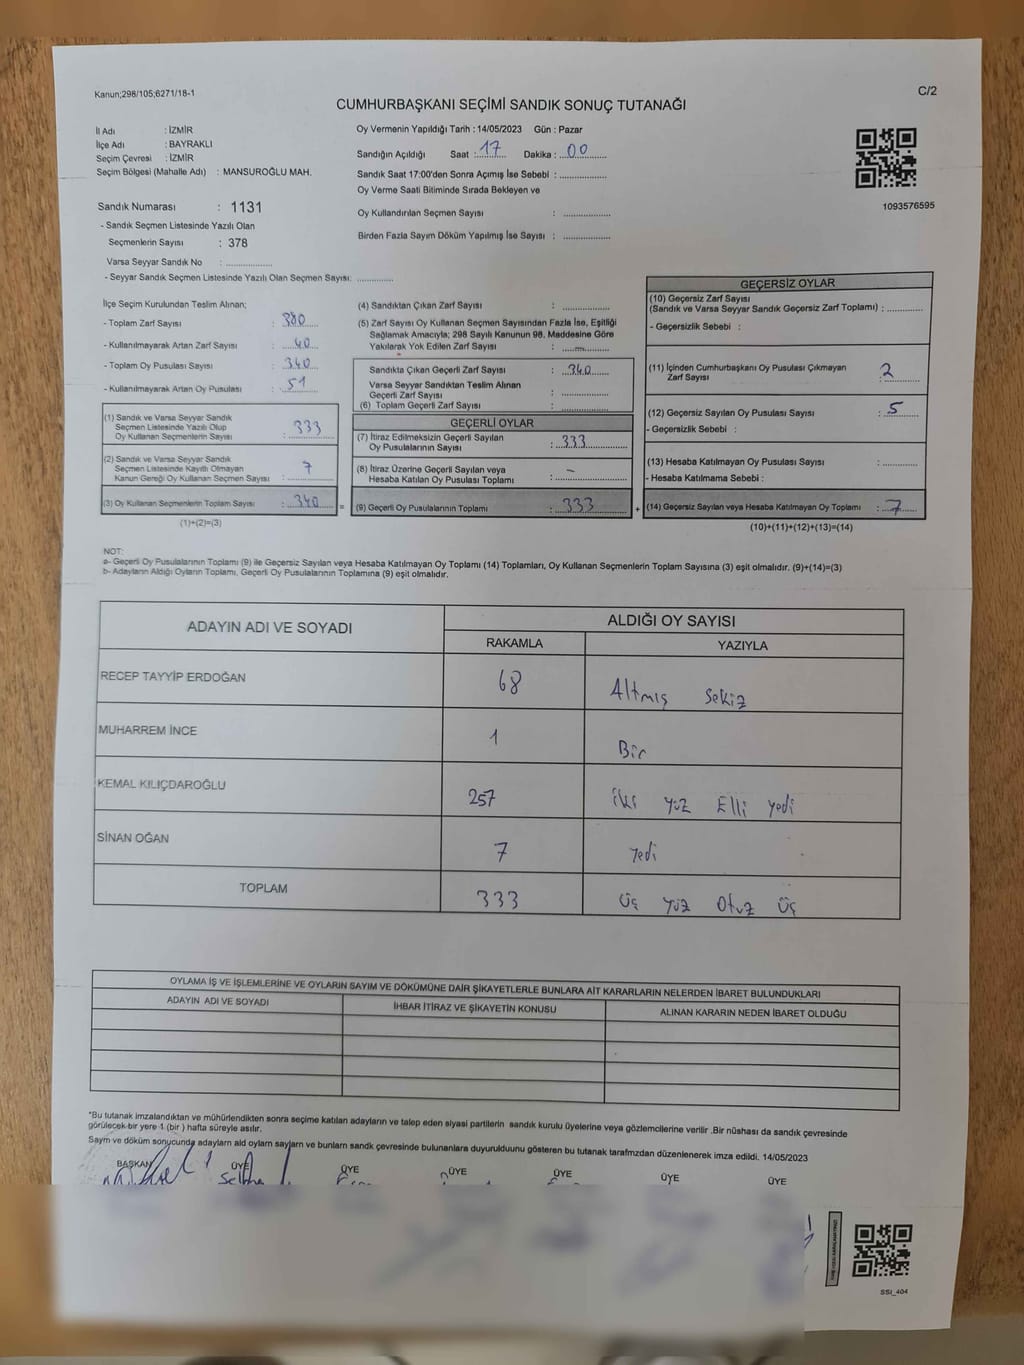 Kanun;298/105;6271/18-1
C/2
CUMHURBAŞKANI SEÇİMİ SANDIK SONUÇ TUTANAĞI
İl Adı : İZMİR
İlçe Adı : BAYRAKLI
Seçim Çevresi : İZMİR
Seçim Bölgesi (Mahalle Adı) : MANSUROĞLU MAH.
Sandık Numarası : 1131
- Sandık Seçmen Listesinde Yazılı Olan
Seçmenlerin Sayısı : 378
Varsa Seyyar Sandık No : ..............
- Seyyar Sandık Seçmen Listesinde Yazılı Olan Seçmen Sayısı: ............
Oy Vermenin Yapıldığı Tarih : 14/05/2023 Gün : Pazar
Sandığın Açıldığı Saat : 17 Dakika : 00
Sandık Saat 17:00'den Sonra Açımış İse Sebebi : ..............
Oy Verme Saati Bitiminde Sırada Bekleyen ve
Oy Kullandırılan Seçmen Sayısı : ..............
Birden Fazla Sayım Döküm Yapılmış İse Sayısı : ..............
1093576595
İlçe Seçim Kurulundan Teslim Alınan;
- Toplam Zarf Sayısı : 380
- Kullanılmayarak Artan Zarf Sayısı : 40
- Toplam Oy Pusulası Sayısı : 340
- Kullanılmayarak Artan Oy Pusulası : 51
(1) Sandık ve Varsa Seyyar Sandık
Seçmen Listesinde Yazılı Olup
Oy Kullanan Seçmenlerin Sayısı : 333
(2) Sandık ve Varsa Seyyar Sandık
Seçmen Listesinde Kayıtlı Olmayan
Kanun Gereği Oy Kullanan Seçmen Sayısı : 7
(3) Oy Kullanan Seçmenlerin Toplam Sayısı : 340 =
(1)+(2)=(3)
(4) Sandıktan Çıkan Zarf Sayısı : ..............
(5) Zarf Sayısı Oy Kullanan Seçmen Sayısından Fazla İse, Eşitliği
Sağlamak Amacıyla; 298 Sayılı Kanunun 98. Maddesine Göre
Yakılarak Yok Edilen Zarf Sayısı : —
Sandıkta Çıkan Geçerli Zarf Sayısı : 340
Varsa Seyyar Sandıktan Teslim Alınan
Geçerli Zarf Sayısı : ..............
(6) Toplam Geçerli Zarf Sayısı : ..............
GEÇERLİ OYLAR
(7) İtiraz Edilmeksizin Geçerli Sayılan
Oy Pusulalarının Sayısı : 333
(8) İtiraz Üzerine Geçerli Sayılan veya
Hesaba Katılan Oy Pusulası Toplamı : —
(9) Geçerli Oy Pusulalarının Toplamı : 333 +
GEÇERSİZ OYLAR
(10) Geçersiz Zarf Sayısı
(Sandık ve Varsa Seyyar Sandık Geçersiz Zarf Toplamı) : ............
- Geçersizlik Sebebi :
(11) İçinden Cumhurbaşkanı Oy Pusulası Çıkmayan
Zarf Sayısı : 2
(12) Geçersiz Sayılan Oy Pusulası Sayısı : 5
- Geçersizlik Sebebi :
(13) Hesaba Katılmayan Oy Pusulası Sayısı : ............
- Hesaba Katılmama Sebebi :
(14) Geçersiz Sayılan veya Hesaba Katılmayan Oy Toplamı : 7
(10)+(11)+(12)+(13)=(14)
NOT:
a- Geçerli Oy Pusulalarının Toplamı (9) ile Geçersiz Sayılan veya Hesaba Katılmayan Oy Toplamı (14) Toplamları, Oy Kullanan Seçmenlerin Toplam Sayısına (3) eşit olmalıdır. (9)+(14)=(3)
b- Adayların Aldığı Oyların Toplamı, Geçerli Oy Pusulalarının Toplamına (9) eşit olmalıdır.
ADAYIN ADI VE SOYADI ALDIĞI OY SAYISI
RAKAMLA YAZIYLA
RECEP TAYYİP ERDOĞAN 68 Altmış Sekiz
MUHARREM İNCE 1 Bir
KEMAL KILIÇDAROĞLU 257 iki yüz Elli yedi
SİNAN OĞAN 7 Yedi
TOPLAM 333 Üç yüz Otuz Üç
OYLAMA İŞ VE İŞLEMLERİNE VE OYLARIN SAYIM VE DÖKÜMÜNE DAİR ŞİKAYETLERLE BUNLARA AİT KARARLARIN NELERDEN İBARET BULUNDUKLARI
ADAYIN ADI VE SOYADI İHBAR İTİRAZ VE ŞİKAYETİN KONUSU ALINAN KARARIN NEDEN İBARET OLDUĞU
"Bu tutanak imzalandıktan ve mühürlendikten sonra seçime katılan adayların ve talep eden siyasi partilerin sandık kurulu üyelerine veya gözlemcilerine verilir .Bir nüshası da sandık çevresinde
görülecek bir yere 1 (bir ) hafta süreyle asılır.
Sayım ve döküm sonucunda adayların ald oyların sayları ve bunların sandk çevresinde bulunanlara duyurulduunu gösteren bu tutanak tarafmzdan düzenlenerek imza edildi. 14/05/2023
BAŞKAN ÜYE ÜYE ÜYE ÜYE ÜYE ÜYE
SSİ_404